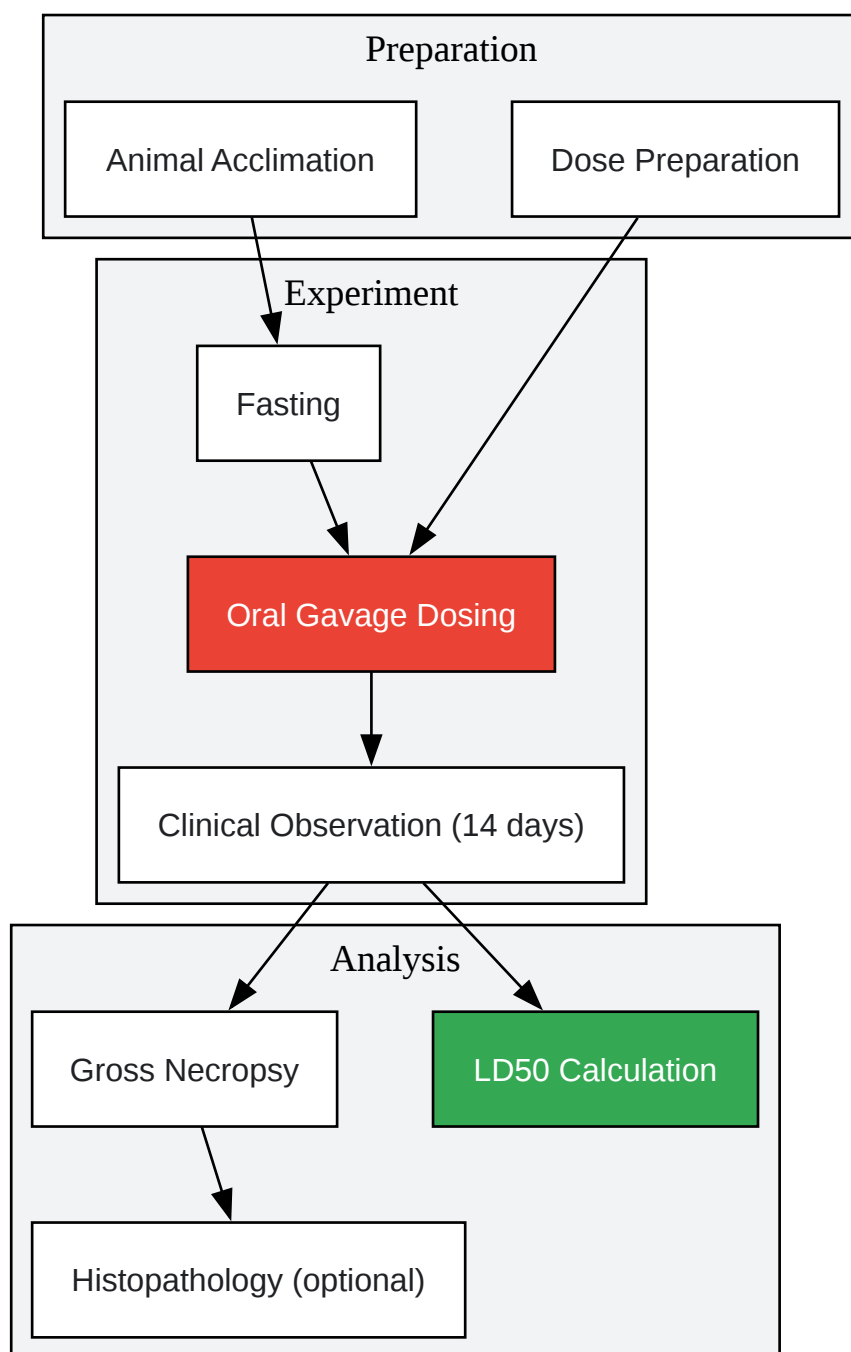 Preparation
Animal Acclimation
Dose Preparation
Experiment
Fasting
Oral Gavage Dosing
Clinical Observation (14 days)
Analysis
Gross Necropsy
LD50 Calculation
Histopathology (optional)